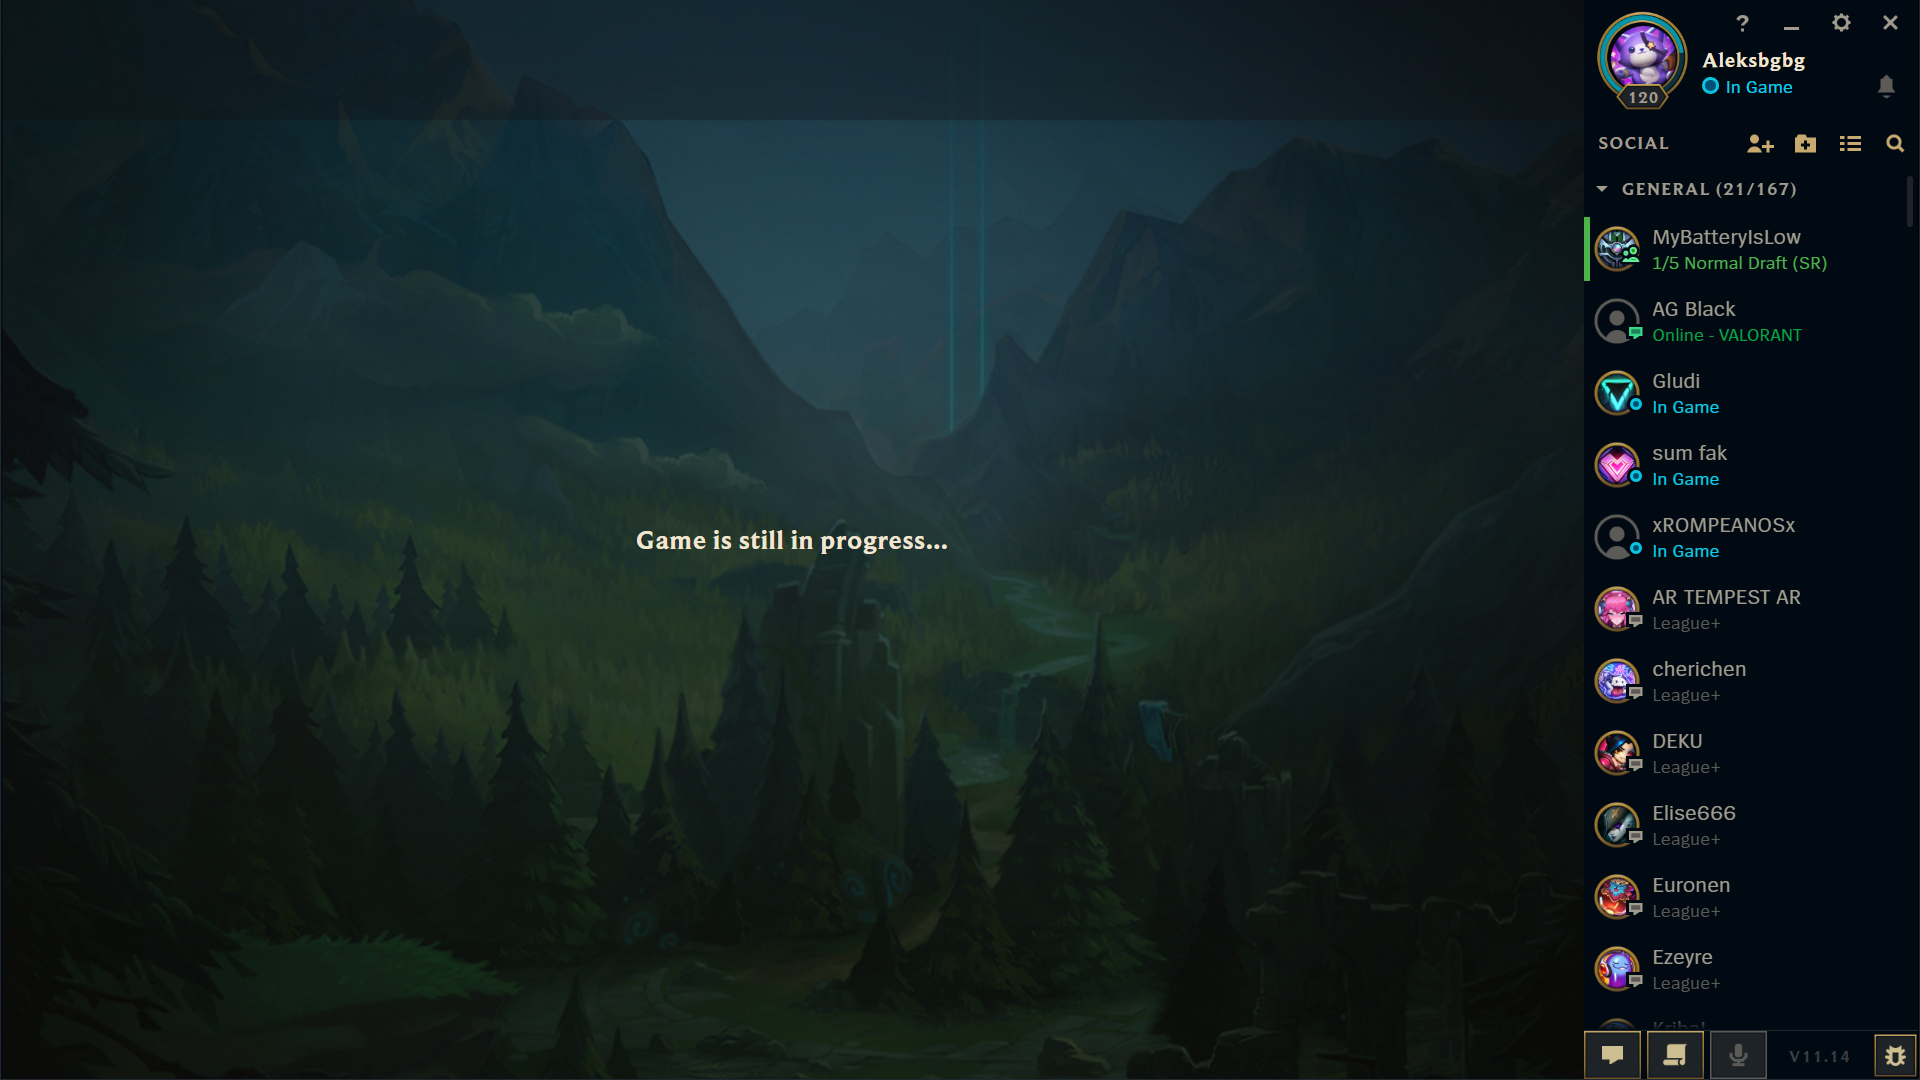 ?
Aleksbgbg
In Game
120
SOCIAL
GENERAL (21/167)
MyBatteryIsLow
1/5 Normal Draft (SR)
AG Black
Online - VALORANT
Gludi
In Game
sum fak
In Game
xROMPEANOSx
In Game
AR TEMPEST AR
League+
cherichen
League+
DEKU
League+
Elise666
League+
Euronen
League+
Ezeyre
League+
Game is still in progress...
V11.14